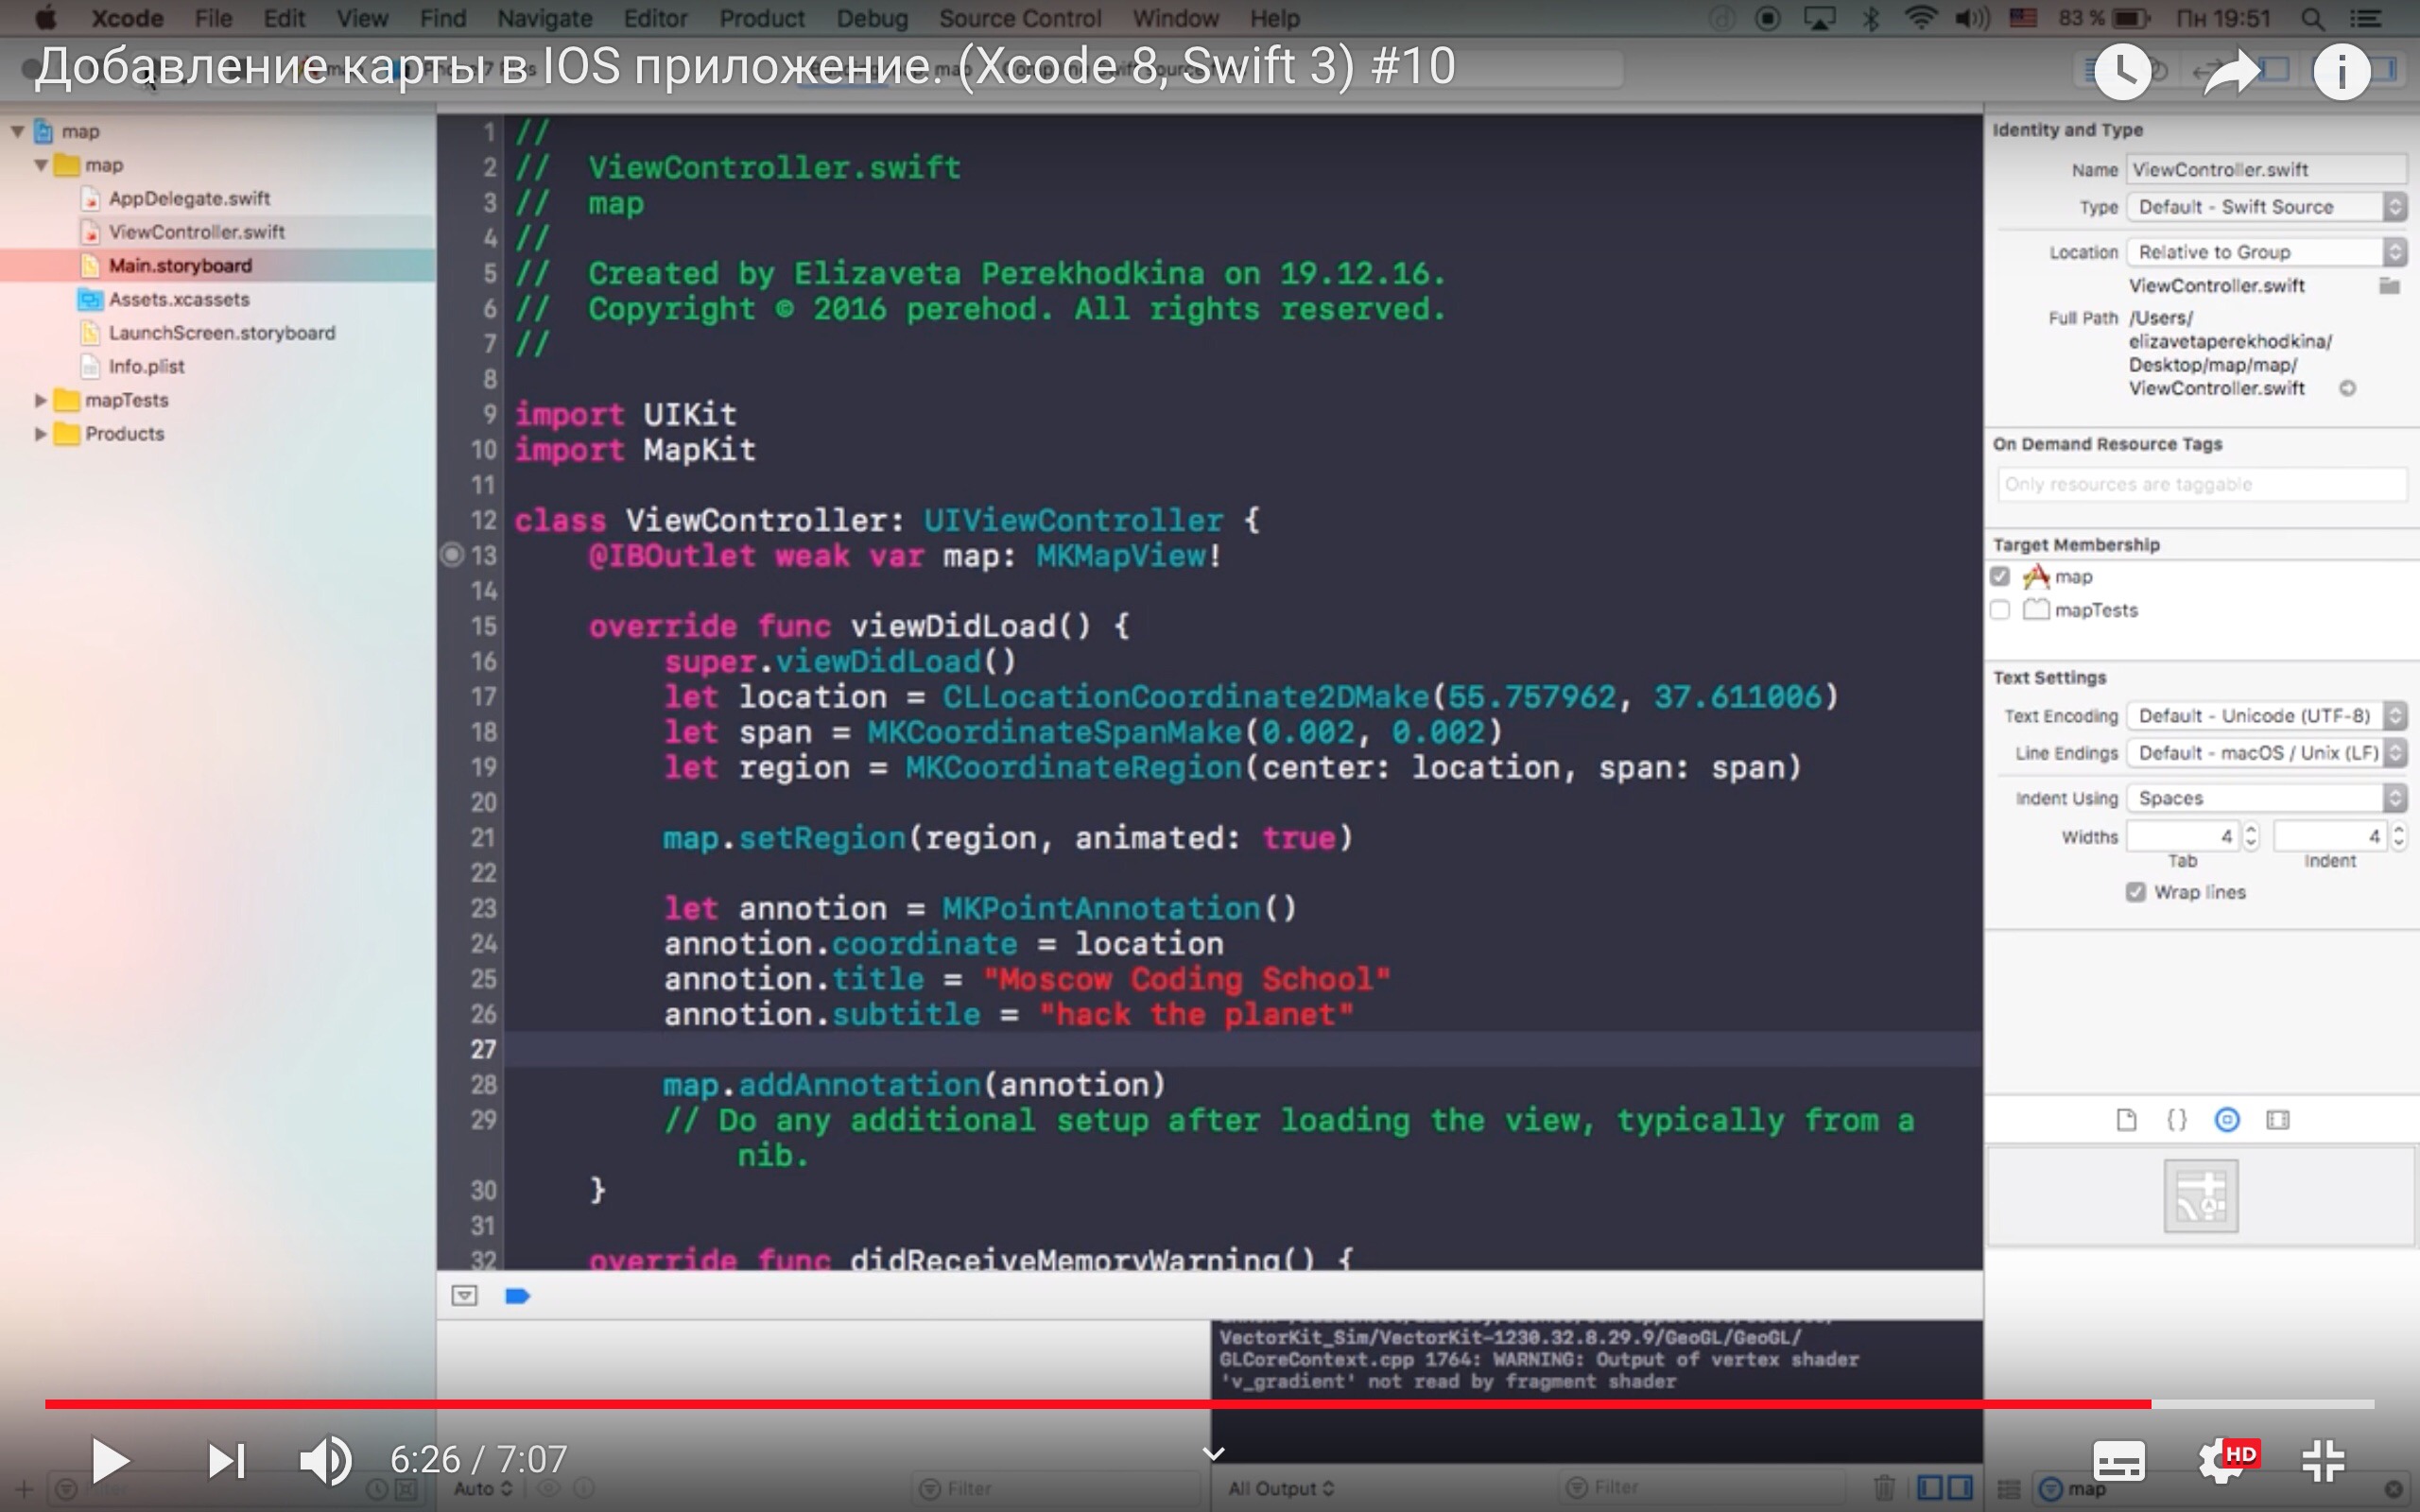 Xcode File Edit View Find Navigate Editor Product Debug Source Control Window Help 83 % Пн 19:51
Добавление карты в IOS приложение. (Xcode 8, Swift 3) #10
map
map
AppDelegate.swift
ViewController.swift
Main.storyboard
Assets.xcassets
LaunchScreen.storyboard
Info.plist
mapTests
Products
1 //
2 //  ViewController.swift
3 //  map
4 //
5 //  Created by Elizaveta Perekhodkina on 19.12.16.
6 //  Copyright © 2016 perehod. All rights reserved.
7 //
8
9 import UIKit
10 import MapKit
11
12 class ViewController: UIViewController {
13     @IBOutlet weak var map: MKMapView!
14
15     override func viewDidLoad() {
16         super.viewDidLoad()
17         let location = CLLocationCoordinate2DMake(55.757962, 37.611006)
18         let span = MKCoordinateSpanMake(0.002, 0.002)
19         let region = MKCoordinateRegion(center: location, span: span)
20
21         map.setRegion(region, animated: true)
22
23         let annotion = MKPointAnnotation()
24         annotion.coordinate = location
25         annotion.title = "Moscow Coding School"
26         annotion.subtitle = "hack the planet"
27
28         map.addAnnotation(annotion)
29         // Do any additional setup after loading the view, typically from a
nib.
30     }
31
32     override func didReceiveMemoryWarning() {
VectorKit_Sim/VectorKit-1230.32.8.29.9/GeoGL/GeoGL/
GLCoreContext.cpp 1764: WARNING: Output of vertex shader
'v_gradient' not read by fragment shader
Identity and Type
Name ViewController.swift
Type Default - Swift Source
Location Relative to Group
ViewController.swift
Full Path /Users/
elizavetaperekhodkina/
Desktop/map/map/
ViewController.swift
On Demand Resource Tags
Only resources are taggable
Target Membership
map
mapTests
Text Settings
Text Encoding Default - Unicode (UTF-8)
Line Endings Default - macOS / Unix (LF)
Indent Using Spaces
Widths 4 4
Tab Indent
Wrap lines
{}
6:26 / 7:07
HD
Filter Auto Filter All Output Filter map